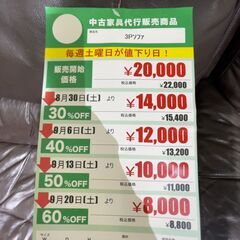 中古家具代行販売商品
3Pソファ
毎週土曜日が値下り日！
販売開始価格
¥20,000
税込価格 ¥22,000
8月30日(土)より
30%OFF
¥14,000
税込価格 ¥15,400
9月6日(土)より
40%OFF
¥12,000
税込価格 ¥13,200
9月13日(土)より
50%OFF
¥10,000
税込価格 ¥11,000
9月20日(土)より
60%OFF
¥8,000
税込価格 ¥8,800